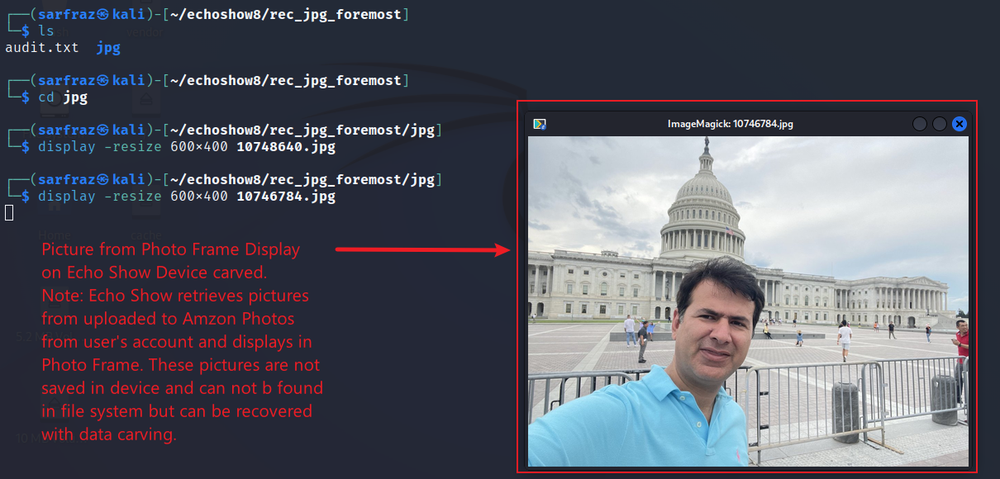 ┌──(sarfraz㉿kali)-[~/echoshow8/rec_jpg_foremost]
└─$ ls
audit.txt  jpg
┌──(sarfraz㉿kali)-[~/echoshow8/rec_jpg_foremost]
└─$ cd jpg
┌──(sarfraz㉿kali)-[~/echoshow8/rec_jpg_foremost/jpg]
└─$ display -resize 600×400 10748640.jpg
┌──(sarfraz㉿kali)-[~/echoshow8/rec_jpg_foremost/jpg]
└─$ display -resize 600×400 10746784.jpg
ImageMagick: 10746784.jpg
Home
cache
Picture from Photo Frame Display
on Echo Show Device carved.
Note: Echo Show retrieves pictures
from uploaded to Amzon Photos
from user's account and displays in
Photo Frame. These pictures are not
saved in device and can not b found
in file system but can be recovered
with data carving.